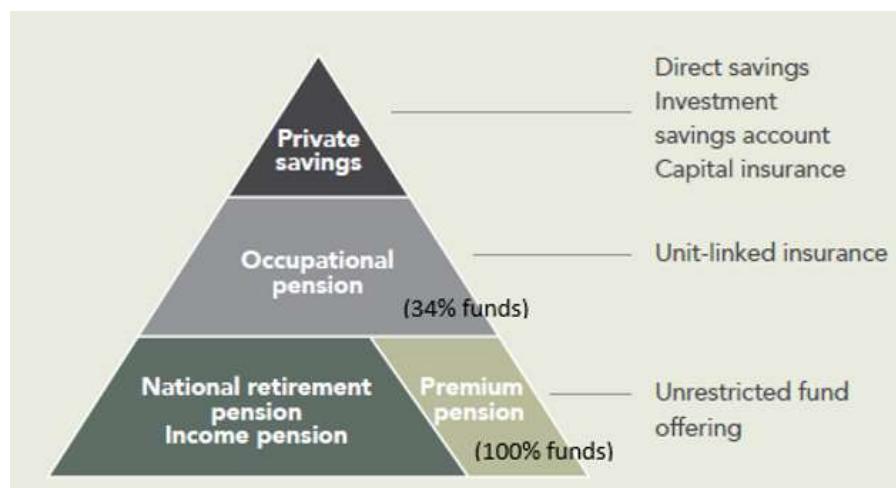 Private
savings
Direct savings
Investment
savings account
Capital insurance
Occupational
pension
(34% funds)
Unit-linked insurance
National retirement
pension
Income pension
Premium
pension
(100% funds)
Unrestricted fund
offering